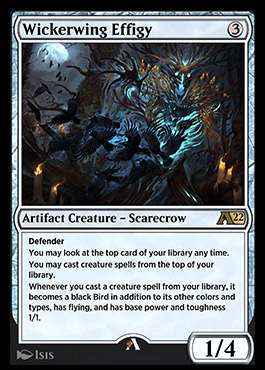 Wickerwing Effigy 3
Artifact Creature – Scarecrow A22
Defender
You may look at the top card of your library any time.
You may cast creature spells from the top of your
library.
Whenever you cast a creature spell from your library, it
becomes a black Bird in addition to its other colors and
types, has flying, and has base power and toughness
1/1.
Isis
1/4